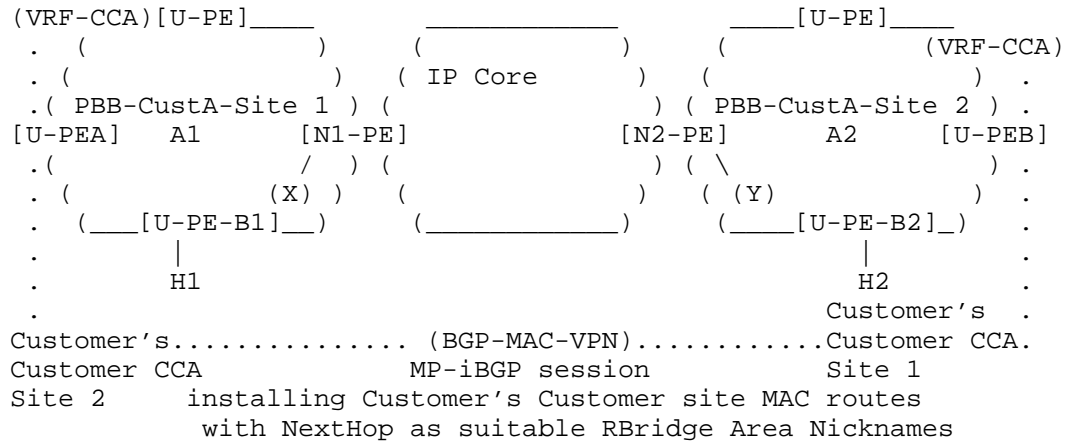 (VRF-CCA)[U-PE]____        ____________        ____[U-PE]____
 .   (              )      (            )      (            (VRF-CCA)
 .  (                )    ( IP Core      )    (                )  .
 .( PBB-CustA-Site 1 ) (                ) ( PBB-CustA-Site 2 ) .
[U-PEA]   A1       [N1-PE]             [N2-PE]      A2     [U-PEB]
 .(                /  ) (                ) ( \                ) .
 . (             (X) )   (              )   ( (Y)            )  .
 .  (___[U-PE-B1]__)     (____________)     (____[U-PE-B2]_)   .
 .        |                                       |            .
 .        H1                                      H2           .
 .                                              Customer's  .
Customer's............... (BGP-MAC-VPN)............Customer CCA.
Customer CCA            MP-iBGP session            Site 1
Site 2     installing Customer's Customer site MAC routes
with NextHop as suitable RBridge Area Nicknames